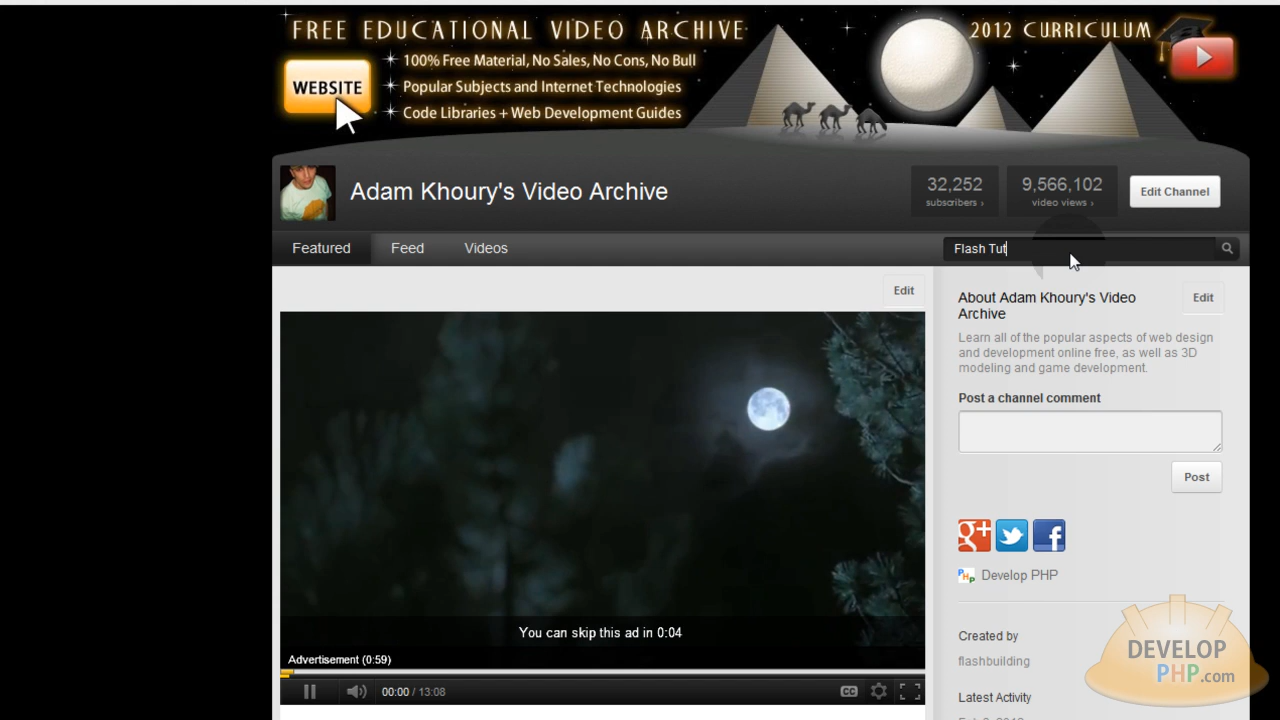 FREE EDUCATIONAL VIDEO ARCHIVE
2012 CURRICULUM
WEBSITE
100% Free Material, No Sales, No Cons, No Bull
Popular Subjects and Internet Technologies
Code Libraries + Web Development Guides
Adam Khoury's Video Archive
32,252
subscribers ›
9,566,102
video views ›
Edit Channel
Featured
Feed
Videos
Flash Tut
Edit
About Adam Khoury's Video
Archive
Edit
Learn all of the popular aspects of web design
and development online free, as well as 3D
modeling and game development.
Post a channel comment
Post
g+
f
PHP
Develop PHP
You can skip this ad in 0:04
Advertisement (0:59)
00:00 / 13:08
CC
Created by
flashbuilding
Latest Activity
DEVELOP
PHP.com